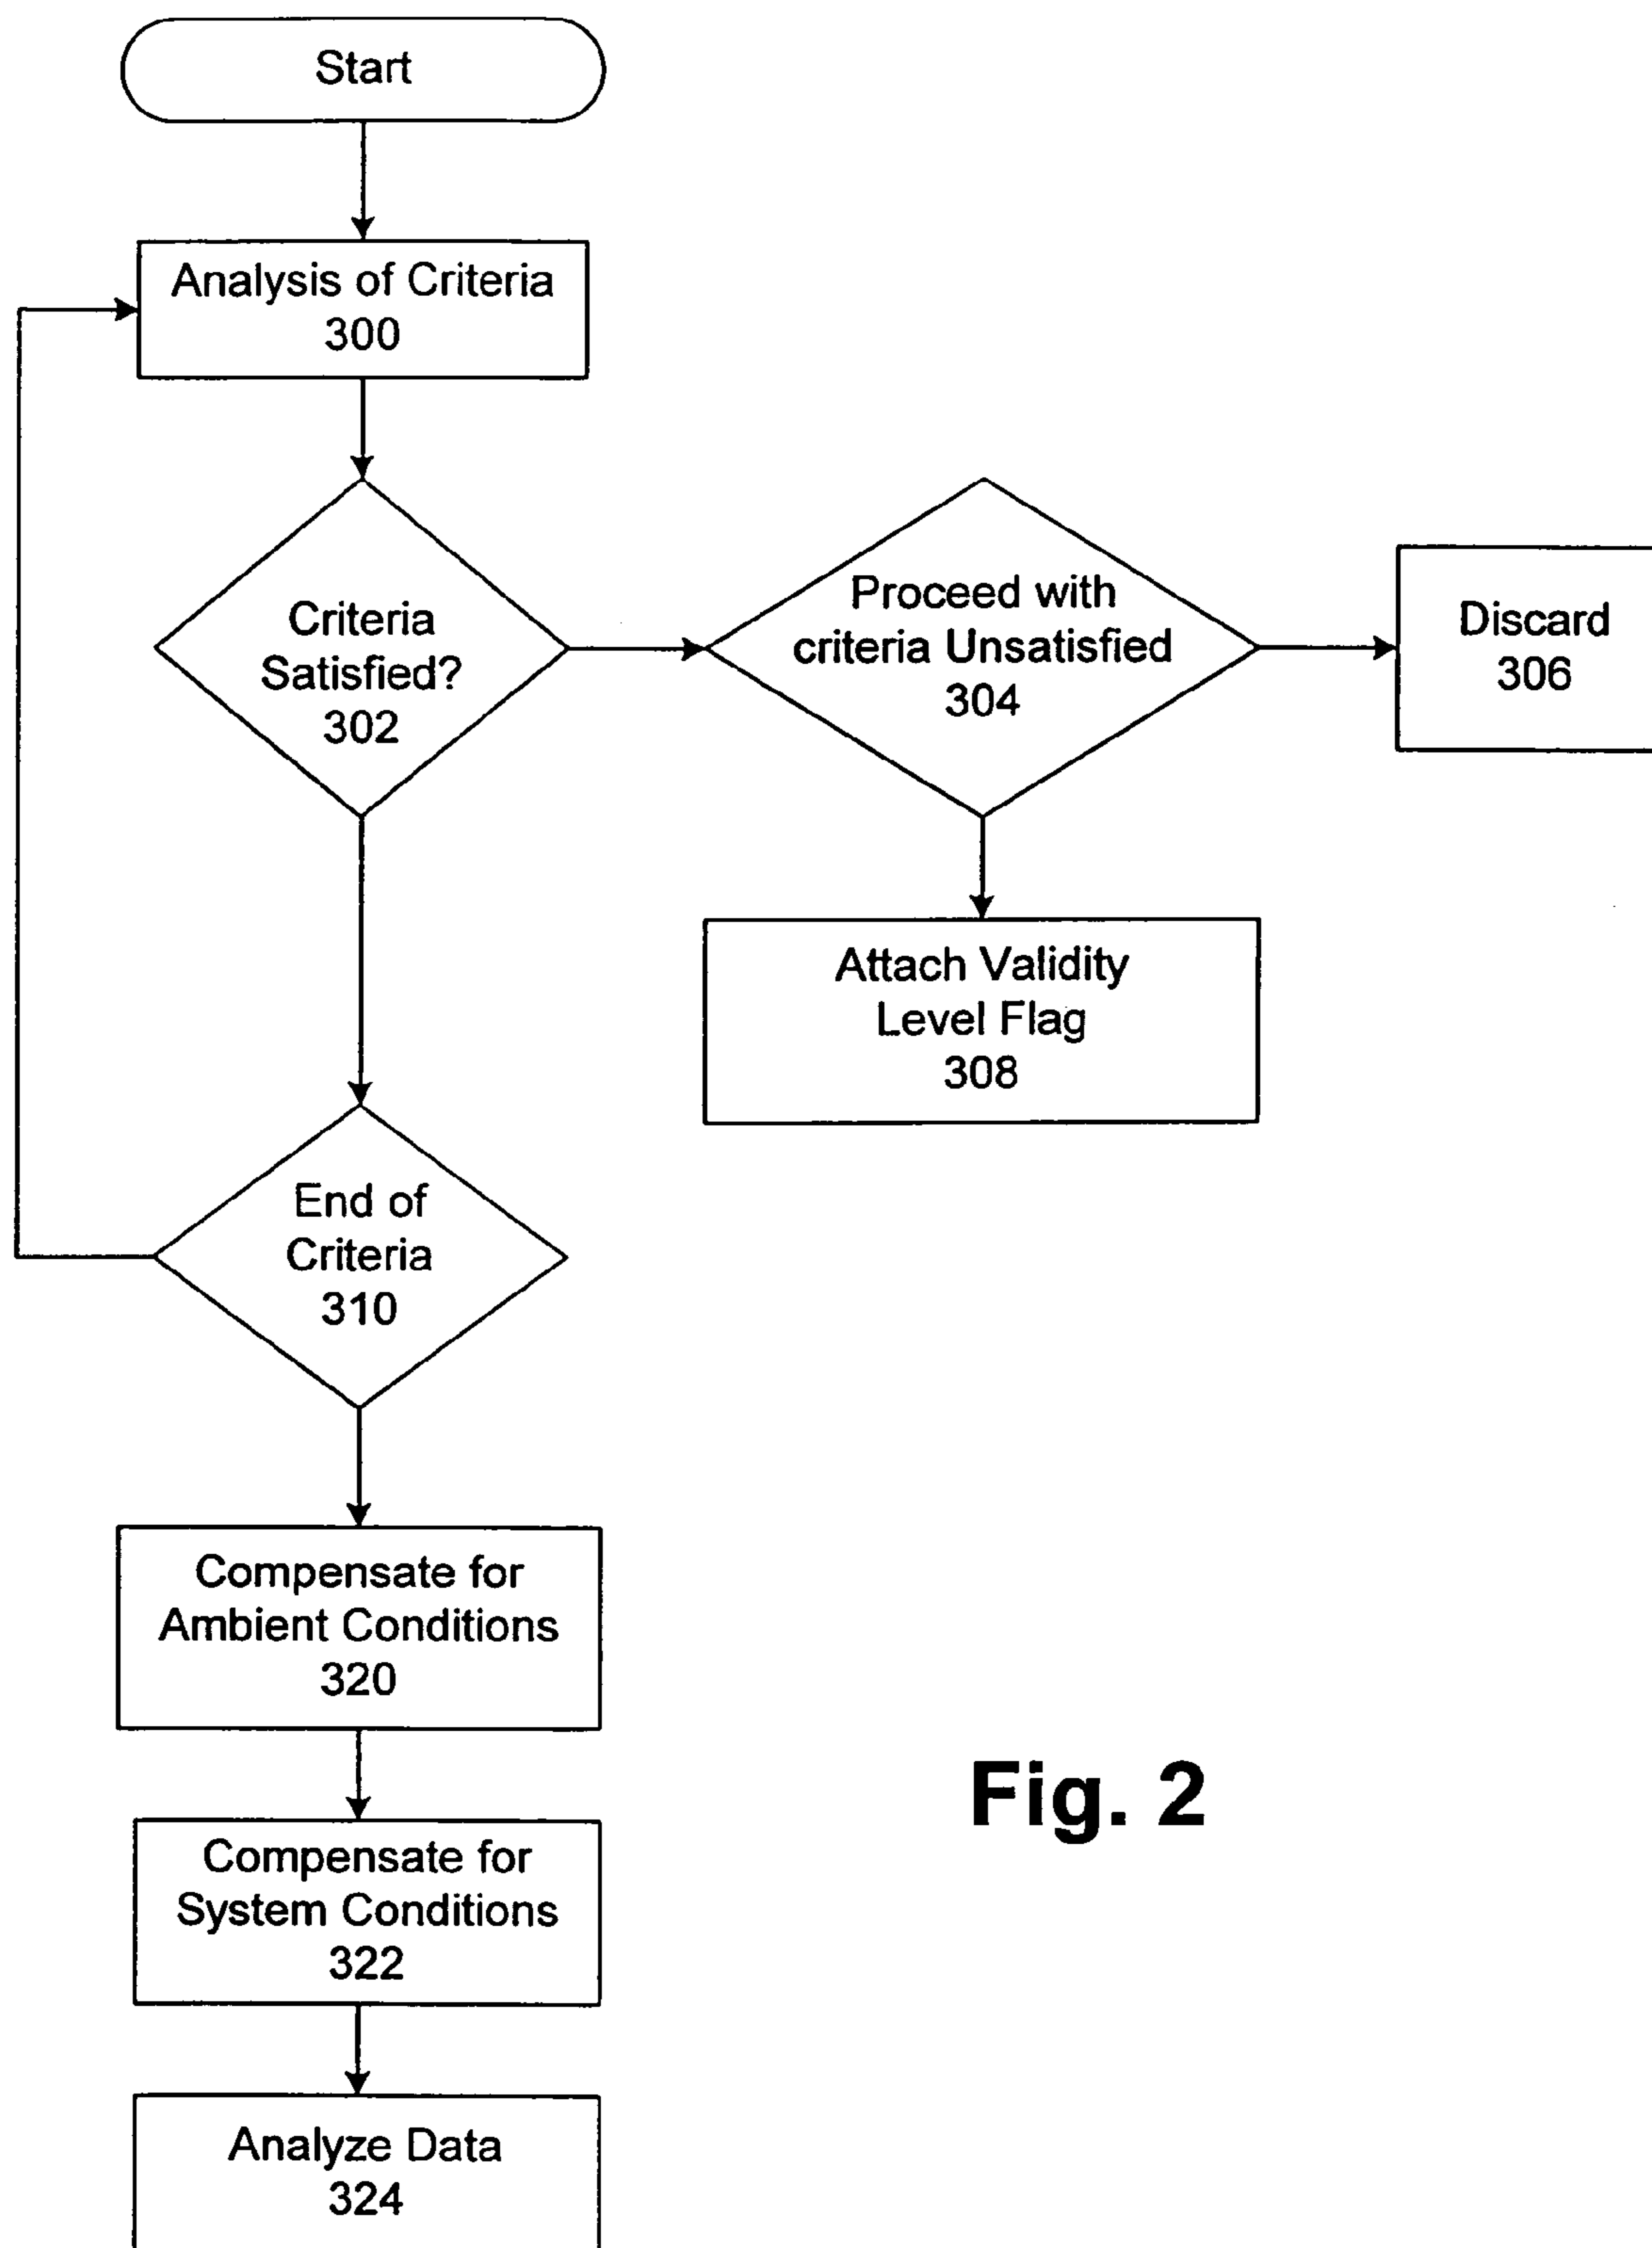 Start
Analysis of Criteria
300
Criteria
Satisfied?
302
Proceed with
criteria Unsatisfied
304
Discard
306
Attach Validity
Level Flag
308
End of
Criteria
310
Compensate for
Ambient Conditions
320
Compensate for
System Conditions
322
Analyze Data
324
Fig. 2